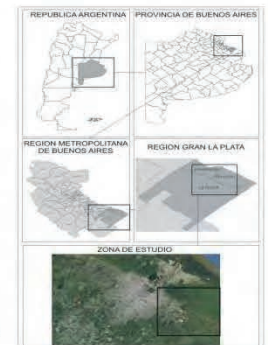 REPUBLICA ARGENTINA
PROVINCIA DE BUENOS AIRES
REGION METROPOLITANA
DE BUENOS AIRES
REGION GRAN LA PLATA
ZONA DE ESTUDIO